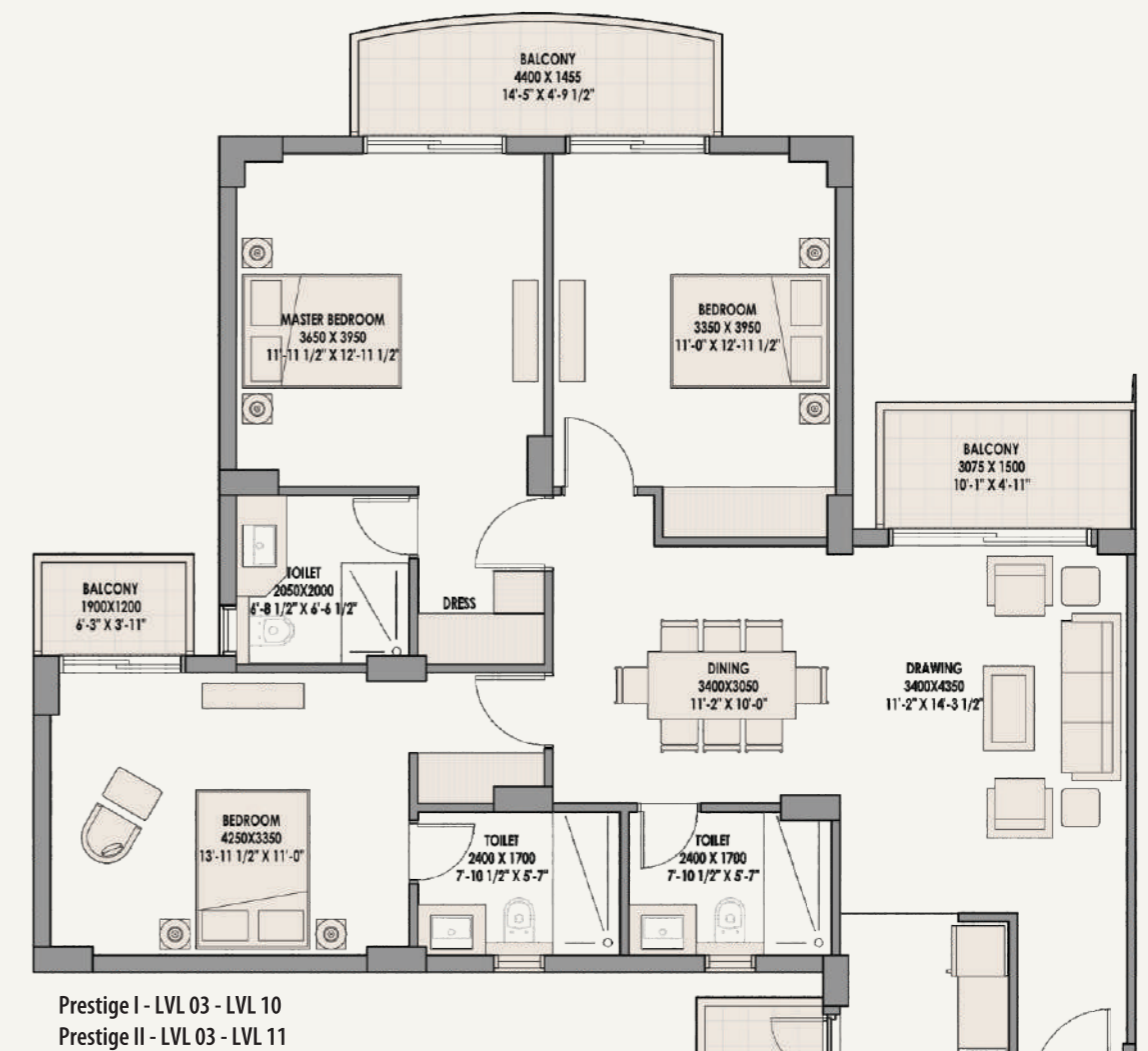 BALCONY
4400 X 1455
14'-5" X 4'-9 1/2"
MASTER BEDROOM
3650 X 3950
11'-11 1/2" X 12'-11 1/2"
BEDROOM
3350 X 3950
11'-0" X 12'-11 1/2"
BALCONY
3075 X 1500
10'-1" X 4'-11"
BALCONY
1900X1200
6'-3" X 3'-11"
TOILET
2050X2000
6'-8 1/2" X 6'-6 1/2"
DRESS
DINING
3400X3050
11'-2" X 10'-0"
DRAWING
3400X4350
11'-2" X 14'-3 1/2"
BEDROOM
4250X3350
13'-11 1/2" X 11'-0"
TOILET
2400 X 1700
7'-10 1/2" X 5'-7"
TOILET
2400 X 1700
7'-10 1/2" X 5'-7"
Prestige I - LVL 03 - LVL 10
Prestige II - LVL 03 - LVL 11